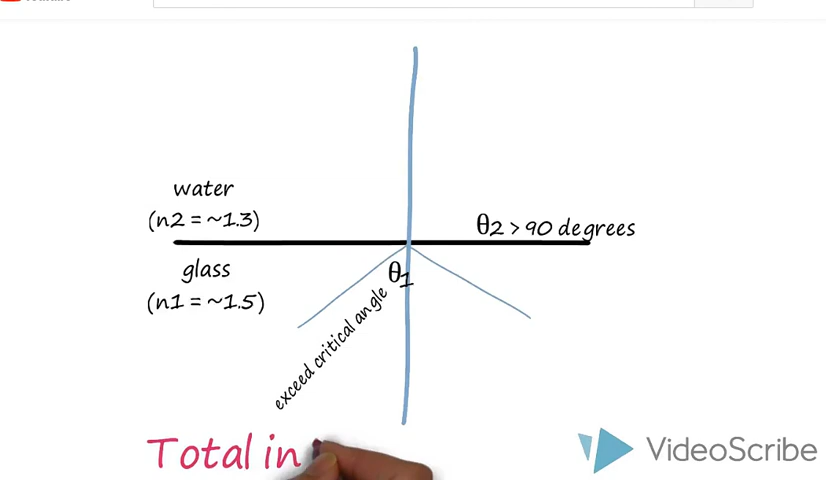 water
(n2 = ~1.3)
θ2 > 90 degrees
glass
(n1 = ~1.5)
θ1
exceed critical angle
Total in
VideoScribe